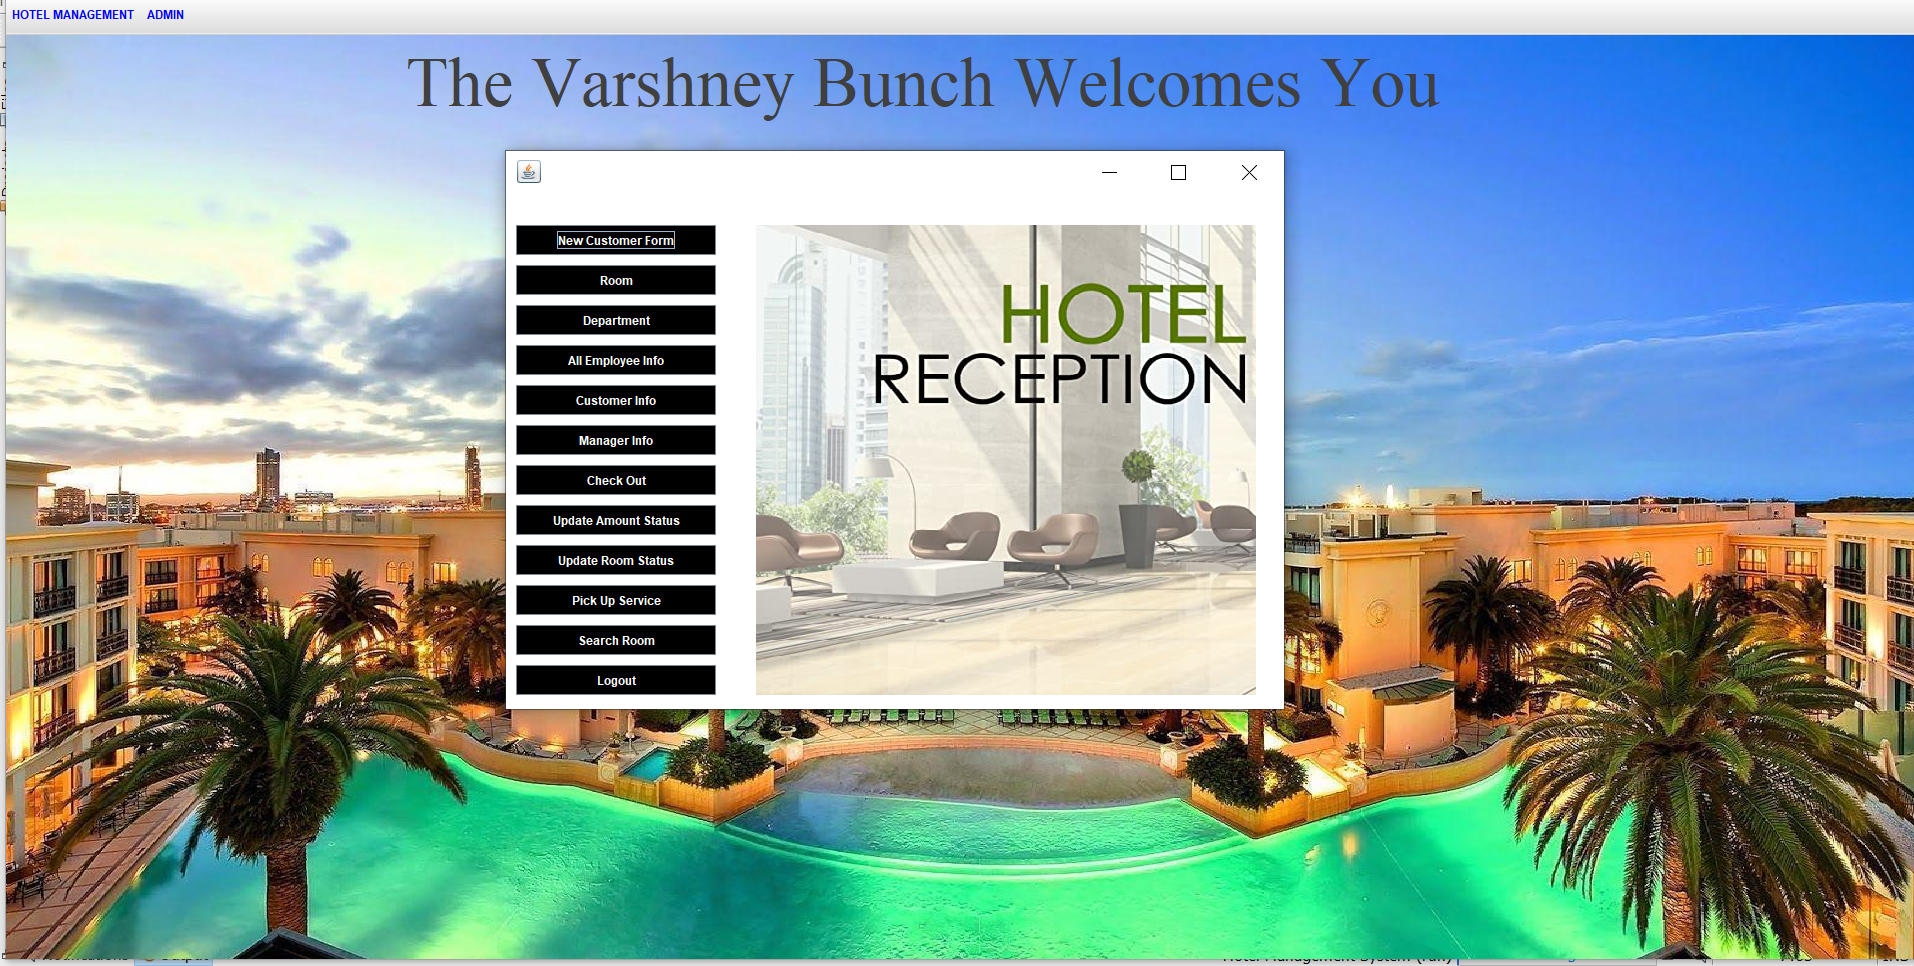 HOTEL MANAGEMENT ADMIN
The Varshney Bunch Welcomes You
New Customer Form
Room
Department
All Employee Info
Customer Info
Manager Info
Check Out
Update Amount Status
Update Room Status
Pick Up Service
Search Room
Logout
HOTEL
RECEPTION